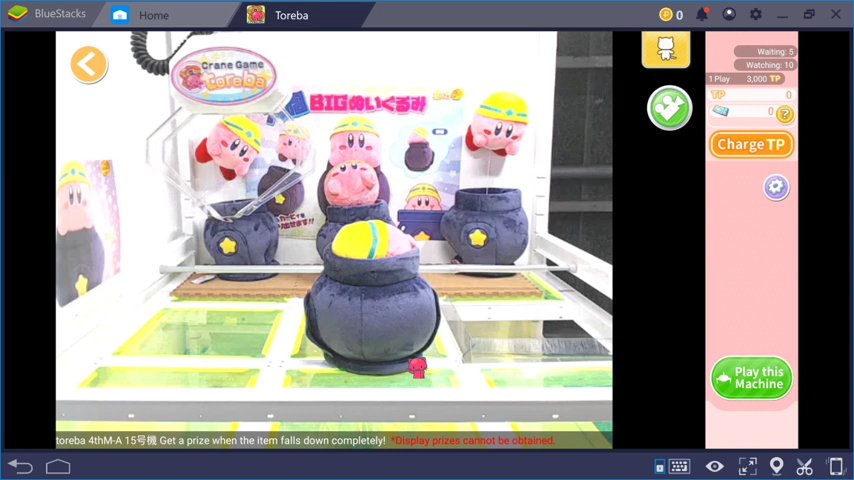 BlueStacks
Home
Toreba
0
Crane Game
toreba
BIGぬいぐるみ
Waiting: 5
Watching: 10
1 Play 3,000 TP
TP 0
0 ?
Charge TP
Play this
Machine
toreba 4thM-A 15号機 Get a prize when the item falls down completely! *Display prizes cannot be obtained.